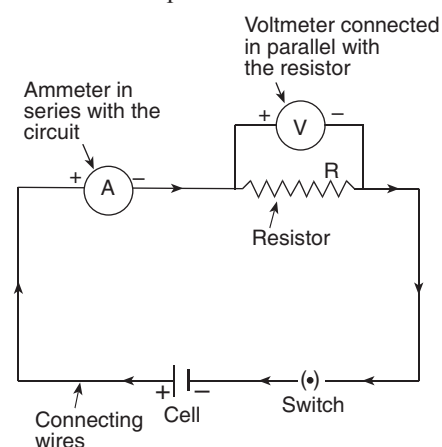 Voltmeter connected
in parallel with
the resistor
Ammeter in
series with the
circuit
+ V −
+ A −
R
Resistor
+ −
Cell
(•)
Switch
Connecting
wires